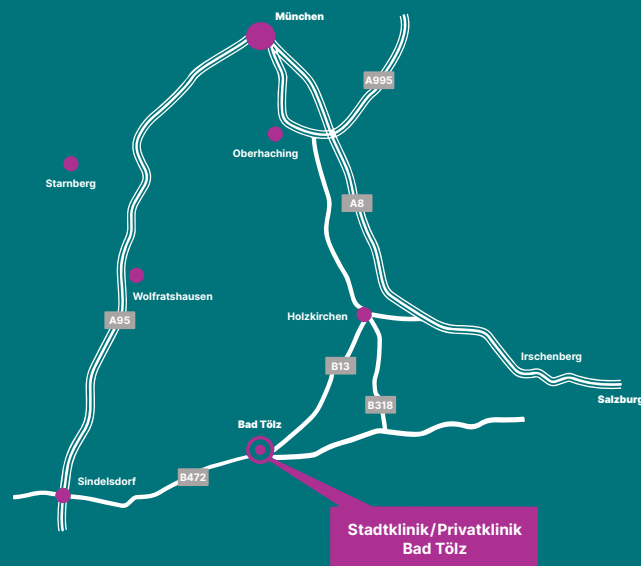 München
A995
Oberhaching
Starnberg
A8
Wolfratshausen
Holzkirchen
A95
Irschenberg
B13
Salzburg
B318
Bad Tölz
Sindelsdorf
B472
Stadtklinik/Privatklinik
Bad Tölz